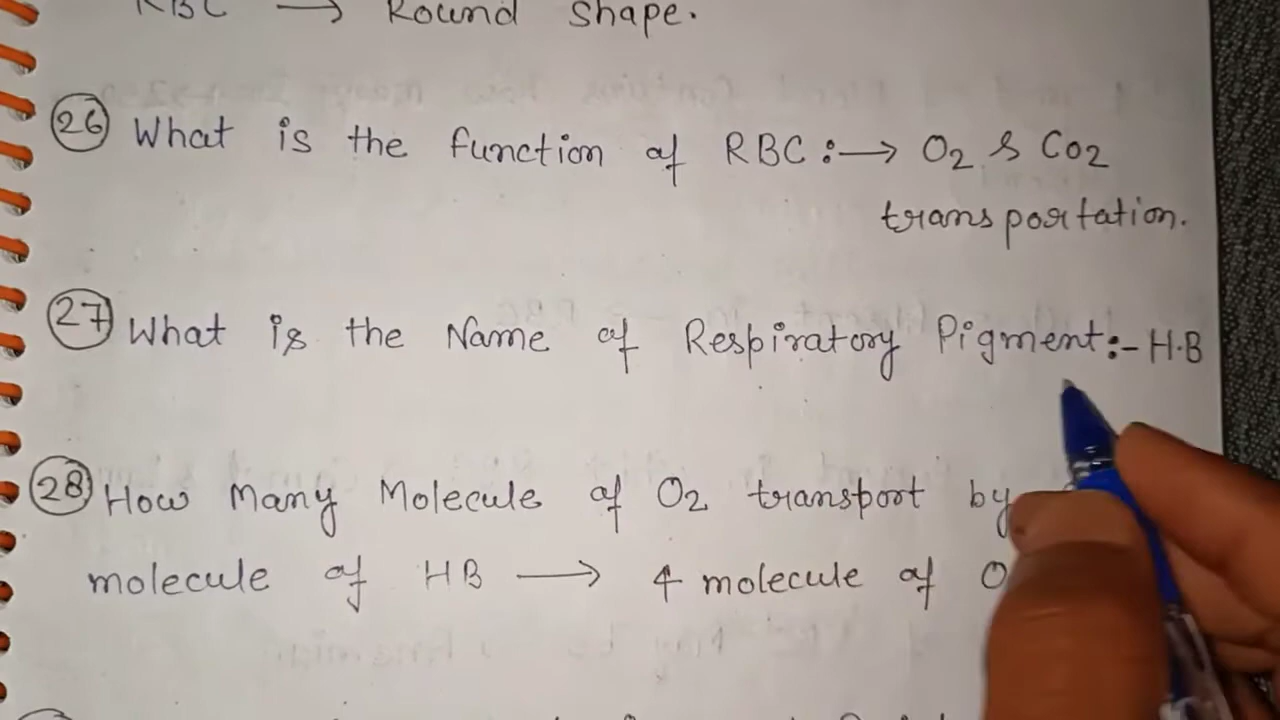 RBC → Round Shape.
26 What is the function of RBC :→ O2 & CO2
transportation.
27 What is the Name of Respiratory Pigment :- H.B
28 How Many Molecule of O2 transport by
molecule of HB → 4 molecule of O